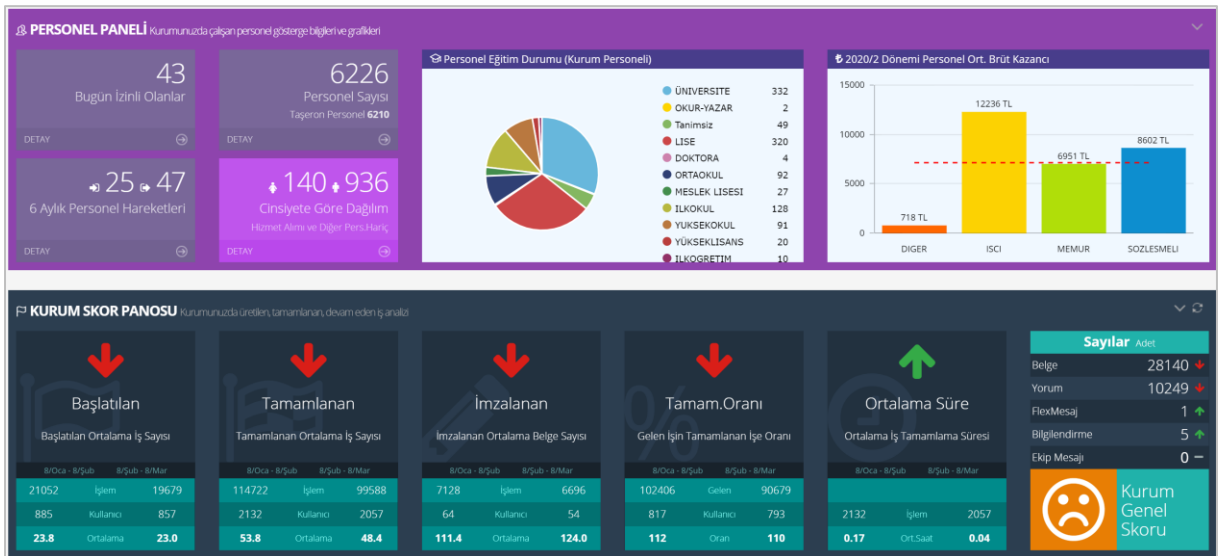 PERSONEL PANELİ Kurumunuzda çalışan personel gösterge bilgileri ve grafikleri
43
Bugün İzinli Olanlar
DETAY
6226
Personel Sayısı
Taşeron Personel 6210
DETAY
25 47
6 Aylık Personel Hareketleri
DETAY
140 936
Cinsiyete Göre Dağılım
Hizmet Alımı ve Diğer Pers.Hariç
DETAY
Personel Eğitim Durumu (Kurum Personeli)
ÜNIVERSITE 332
OKUR-YAZAR 2
Tanimsiz 49
LISE 320
DOKTORA 4
ORTAOKUL 92
MESLEK LISESI 27
ILKOKUL 128
YUKSEKOKUL 91
YÜKSEKLISANS 20
ILKOGRETIM 10
₺ 2020/2 Dönemi Personel Ort. Brüt Kazancı
15000
10000
5000
0
718 TL
12236 TL
6951 TL
8602 TL
DIGER ISCI MEMUR SOZLESMELI
KURUM SKOR PANOSU Kurumunuzda üretilen, tamamlanan, devam eden iş analizi
Başlatılan
Başlatılan Ortalama İş Sayısı
8/Oca - 8/Şub 8/Şub - 8/Mar
21052 İşlem 19679
885 Kullanıcı 857
23.8 Ortalama 23.0
Tamamlanan
Tamamlanan Ortalama İş Sayısı
8/Oca - 8/Şub 8/Şub - 8/Mar
114722 İşlem 99588
2132 Kullanıcı 2057
53.8 Ortalama 48.4
İmzalanan
İmzalanan Ortalama Belge Sayısı
8/Oca - 8/Şub 8/Şub - 8/Mar
7128 İşlem 6696
64 Kullanıcı 54
111.4 Ortalama 124.0
%
Tamam.Oranı
Gelen İşin Tamamlanan İşe Oranı
8/Oca - 8/Şub 8/Şub - 8/Mar
102406 Gelen 90679
817 Kullanıcı 793
112 Oran 110
Ortalama Süre
Ortalama İş Tamamlama Süresi
8/Oca - 8/Şub 8/Şub - 8/Mar
2132 İşlem 2057
0.17 Ort.Saat 0.04
Sayılar Adet
Belge 28140
Yorum 10249
FlexMesaj 1
Bilgilendirme 5
Ekip Mesajı 0
Kurum
Genel
Skoru